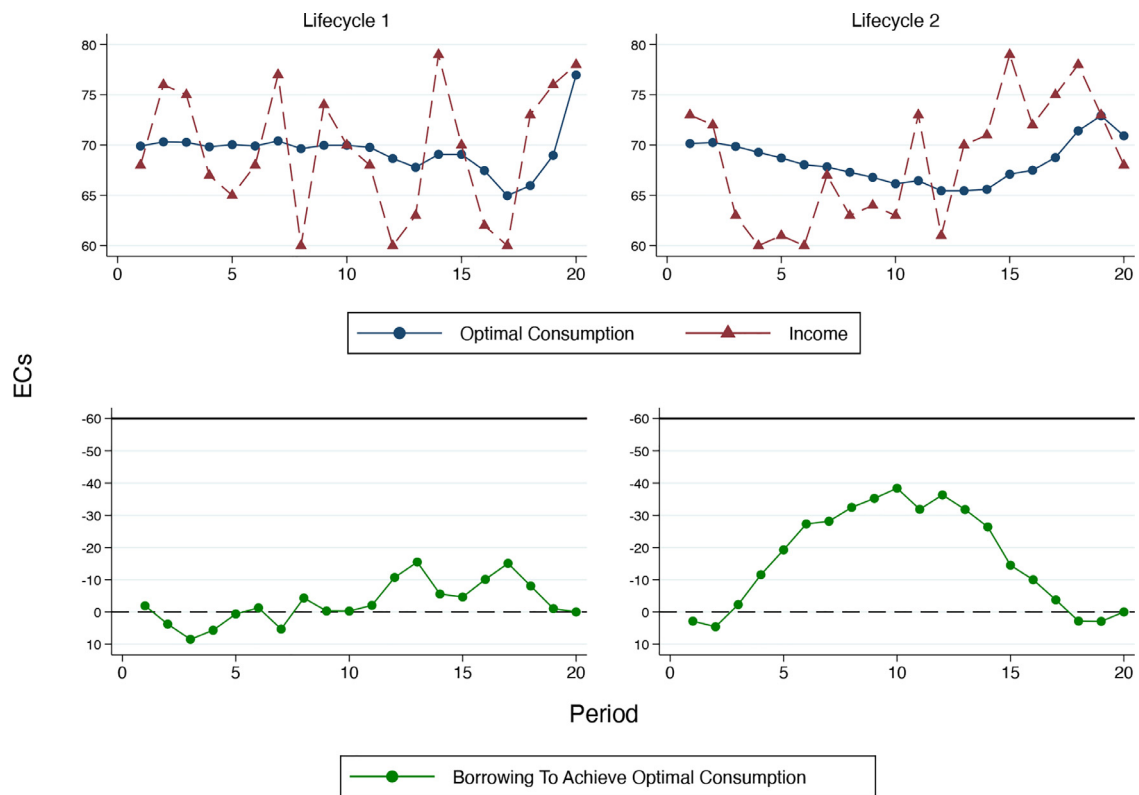 Lifecycle 1
Lifecycle 2
80
75
70
65
60
0 5 10 15 20
80
75
70
65
60
0 5 10 15 20
Optimal Consumption Income
ECs
-60
-50
-40
-30
-20
-10
0
10
0 5 10 15 20
-60
-50
-40
-30
-20
-10
0
10
0 5 10 15 20
Period
Borrowing To Achieve Optimal Consumption